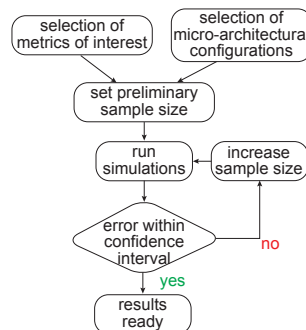 selection of
metrics of interest
selection of
micro-architectural
configurations
set preliminary
sample size
run
simulations
increase
sample size
error within
confidence
interval
no
yes
results
ready